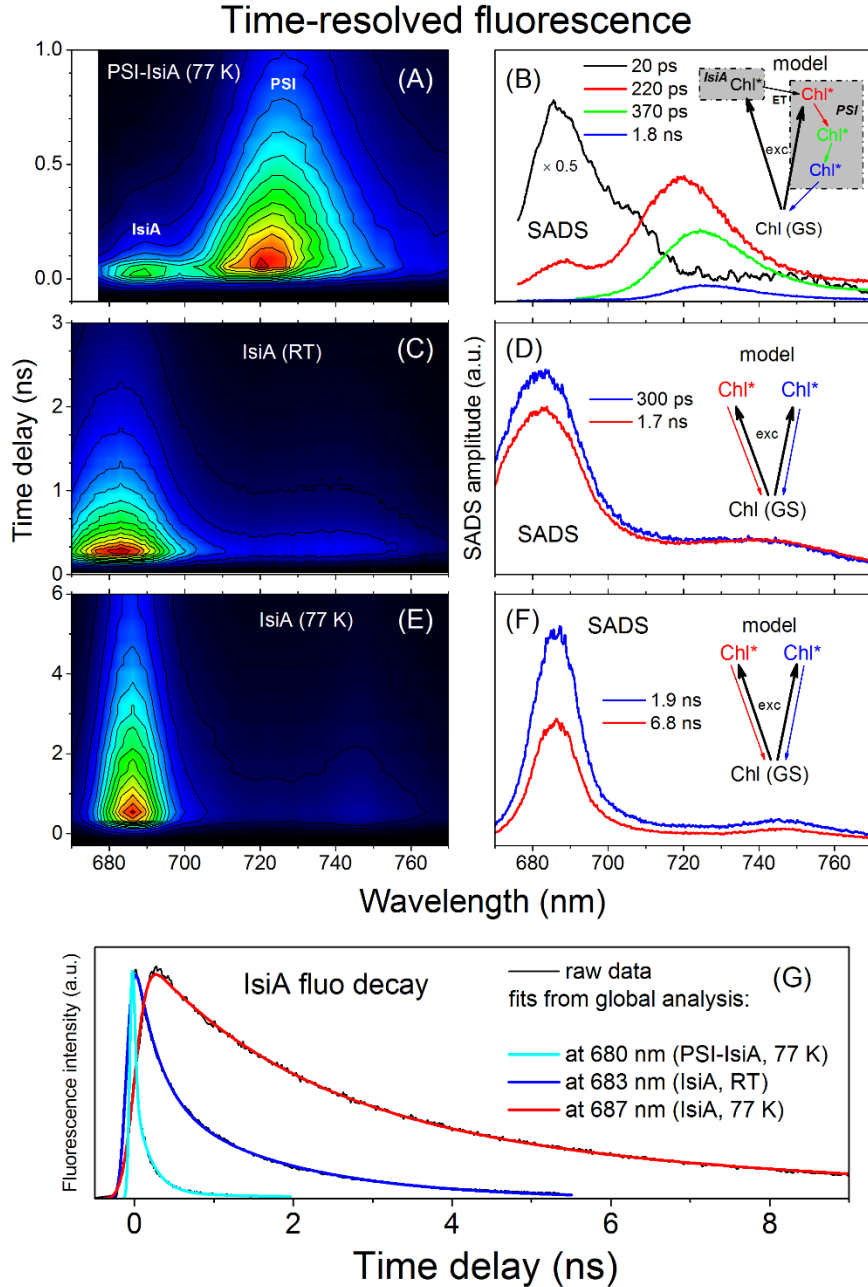 Time-resolved fluorescence
PSI-IsiA (77 K)
(A)
PSI
IsiA
1.0
0.5
0.0
(B)
20 ps
220 ps
370 ps
1.8 ns
× 0.5
SADS
model
IsiA Chl*
ET
Chl*
PSI
Chl*
Chl*
exc
Chl (GS)
IsiA (RT)
(C)
3
2
1
0
Time delay (ns)
SADS amplitude (a.u.)
(D)
300 ps
1.7 ns
SADS
model
Chl* Chl*
exc
Chl (GS)
IsiA (77 K)
(E)
6
4
2
0
680 700 720 740 760
(F)
SADS
1.9 ns
6.8 ns
model
Chl* Chl*
exc
Chl (GS)
680 700 720 740 760
Wavelength (nm)
Fluorescence intensity (a.u.)
IsiA fluo decay
(G)
raw data
fits from global analysis:
at 680 nm (PSI-IsiA, 77 K)
at 683 nm (IsiA, RT)
at 687 nm (IsiA, 77 K)
0 2 4 6 8
Time delay (ns)